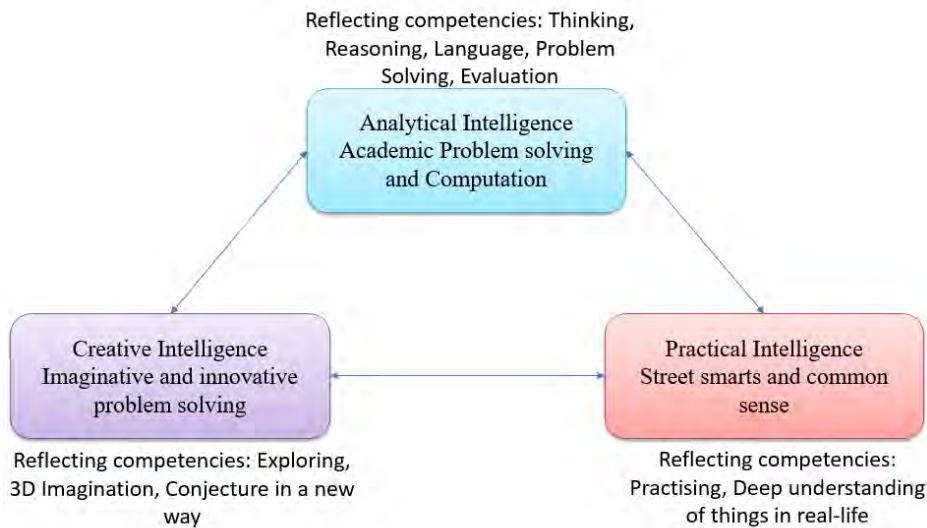 Reflecting competencies: Thinking,
Reasoning, Language, Problem
Solving, Evaluation
Analytical Intelligence
Academic Problem solving
and Computation
Creative Intelligence
Imaginative and innovative
problem solving
Practical Intelligence
Street smarts and common
sense
Reflecting competencies: Exploring,
3D Imagination, Conjecture in a new
way
Reflecting competencies:
Practising, Deep understanding
of things in real-life